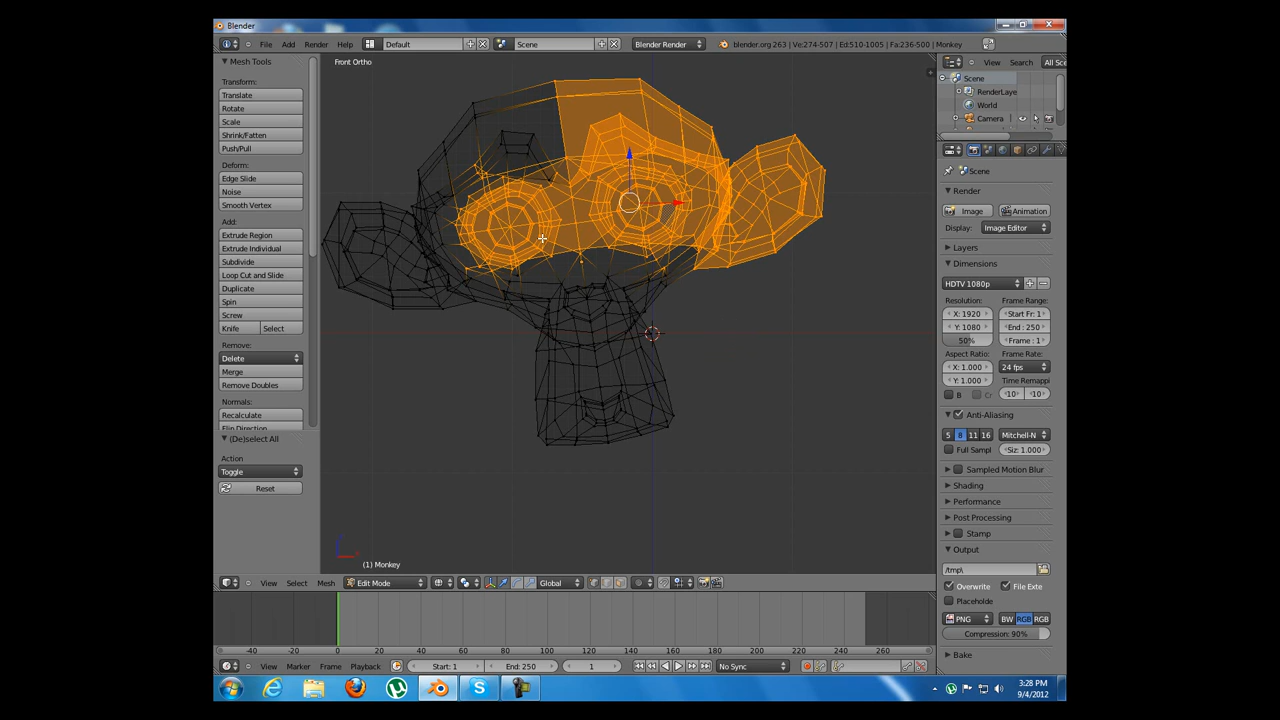 Blender
File Add Render Help Default Scene Blender Render blender.org 263 | Ve:274-507 | Ed:510-1005 | Fa:236-500 | Monkey
Mesh Tools
Transform:
Translate
Rotate
Scale
Shrink/Fatten
Push/Pull
Deform:
Edge Slide
Noise
Smooth Vertex
Add:
Extrude Region
Extrude Individual
Subdivide
Loop Cut and Slide
Duplicate
Spin
Screw
Knife Select
Remove:
Delete
Merge
Remove Doubles
Normals:
Recalculate
Flip Direction
(De)select All
Action
Toggle
Reset
Front Ortho
(1) Monkey
View Select Mesh Edit Mode Global
-40 -20 0 20 40 60 80 100 120 140 160 180 200 220 240 260
View Marker Frame Playback Start: 1 End: 250 1 No Sync
View Search All Sce
Scene
RenderLaye
World
Camera
Scene
Render
Image Animation
Display: Image Editor
Layers
Dimensions
HDTV 1080p
Resolution: Frame Range:
X: 1920 Start Fr: 1
Y: 1080 End : 250
50% Frame : 1
Aspect Ratio: Frame Rate:
X: 1.000 24 fps
Y: 1.000 Time Remappi
B Cr 10 10
Anti-Aliasing
5 8 11 16 Mitchell-N
Full Sampl Siz: 1.000
Sampled Motion Blur
Shading
Performance
Post Processing
Stamp
Output
/tmp\
Overwrite File Exte
Placeholde
PNG BW RGB RGB
Compression: 90%
Bake
3:28 PM
9/4/2012